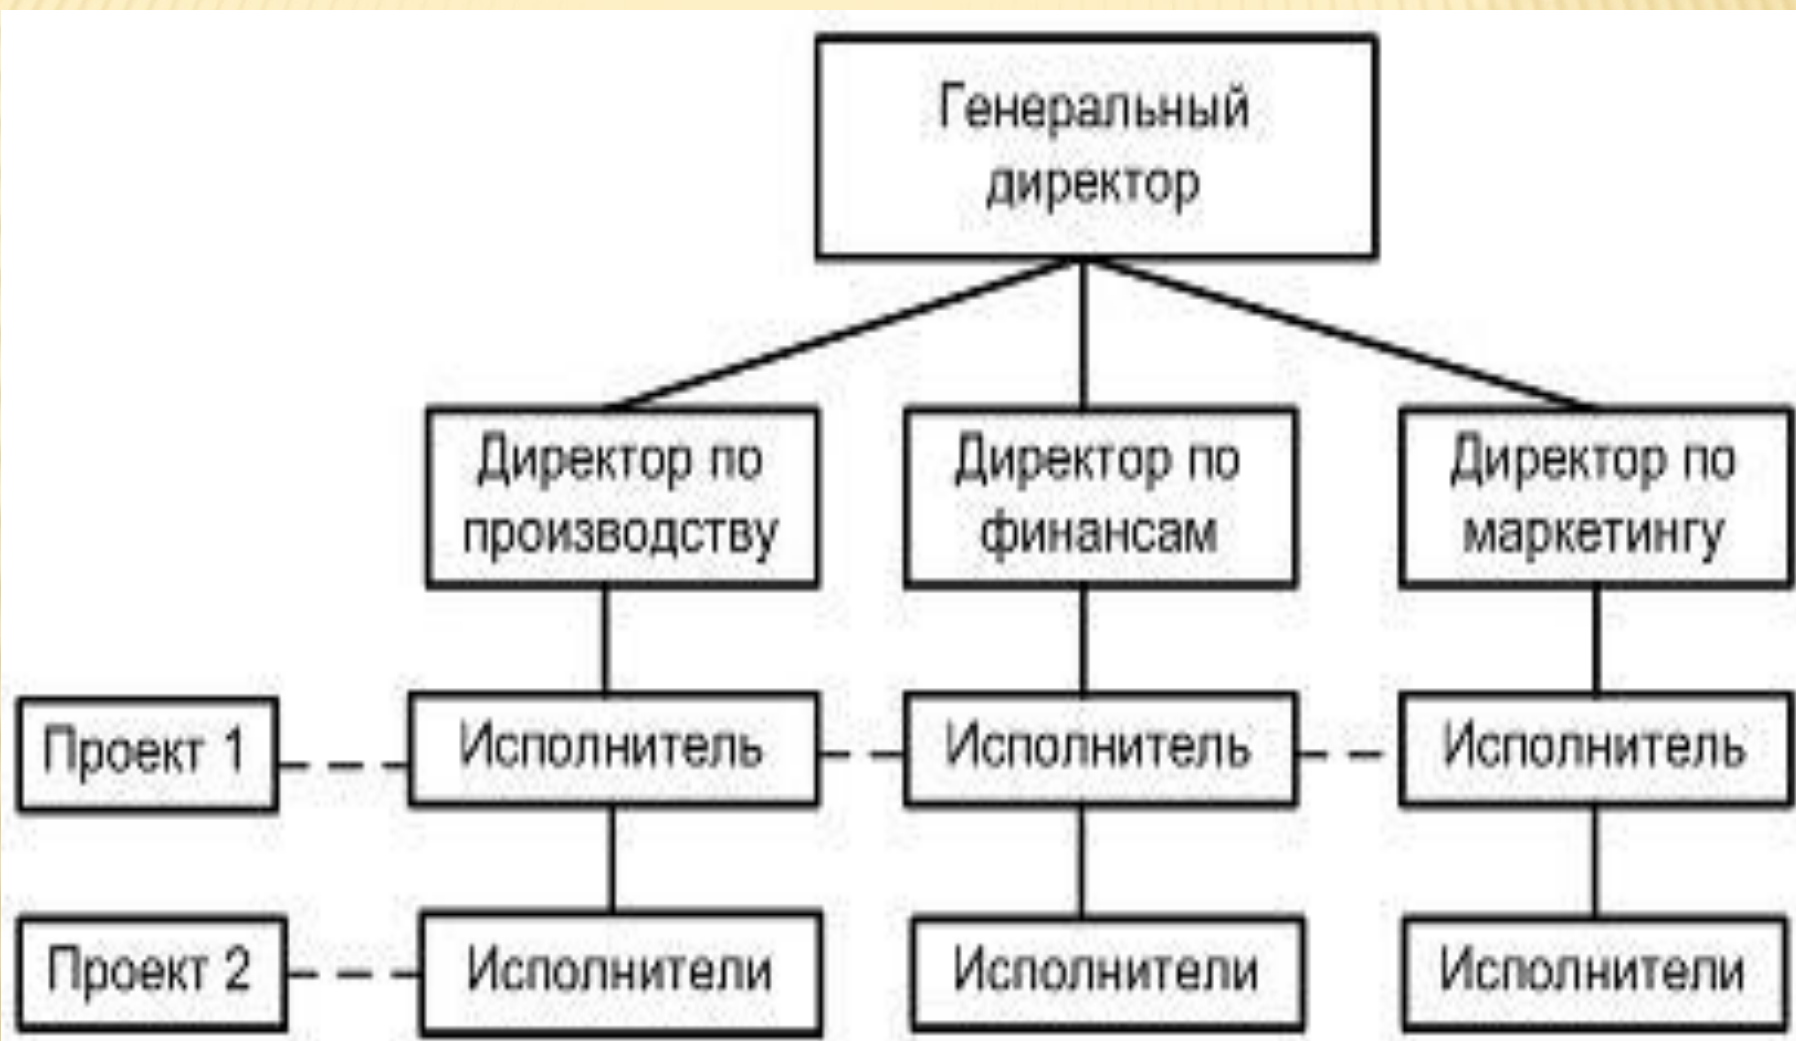 Генеральный
директор
Директор по
производству
Директор по
финансам
Директор по
маркетингу
Проект 1
Исполнитель
Исполнитель
Исполнитель
Проект 2
Исполнители
Исполнители
Исполнители